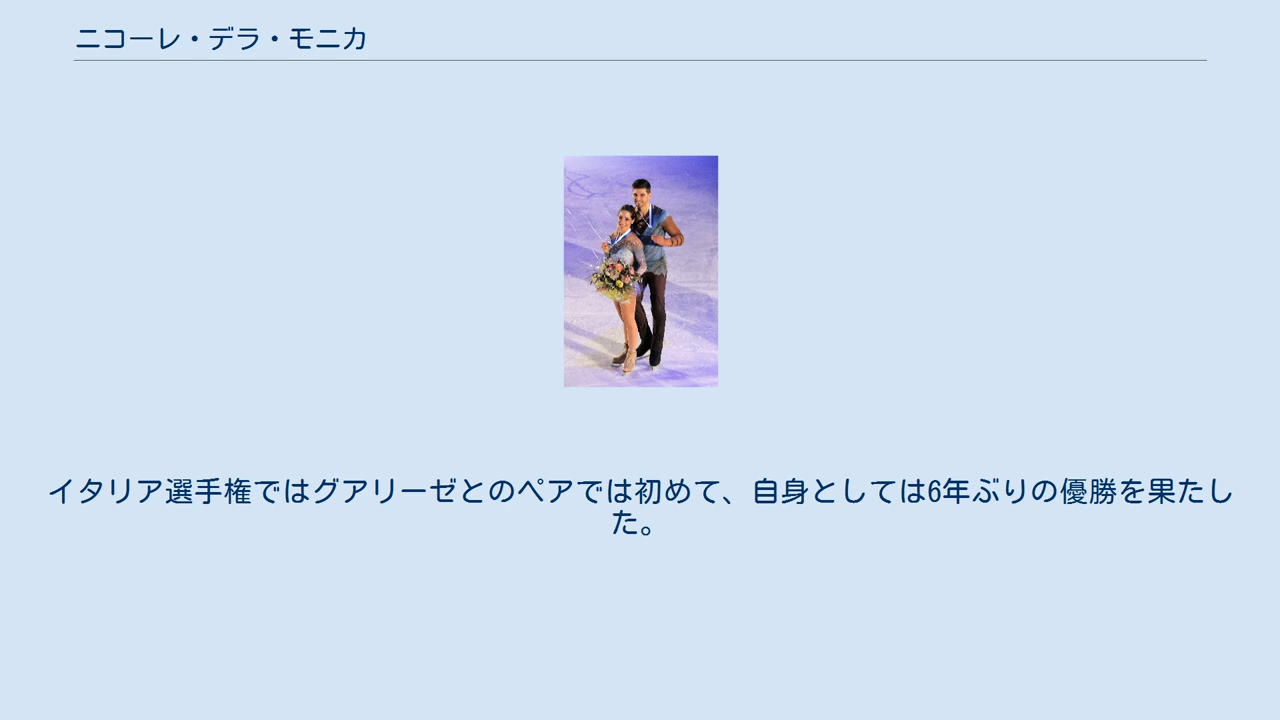 ニコーレ・デラ・モニカ
イタリア選手権ではグアリーゼとのペアでは初めて、自身としては6年ぶりの優勝を果たし
た。